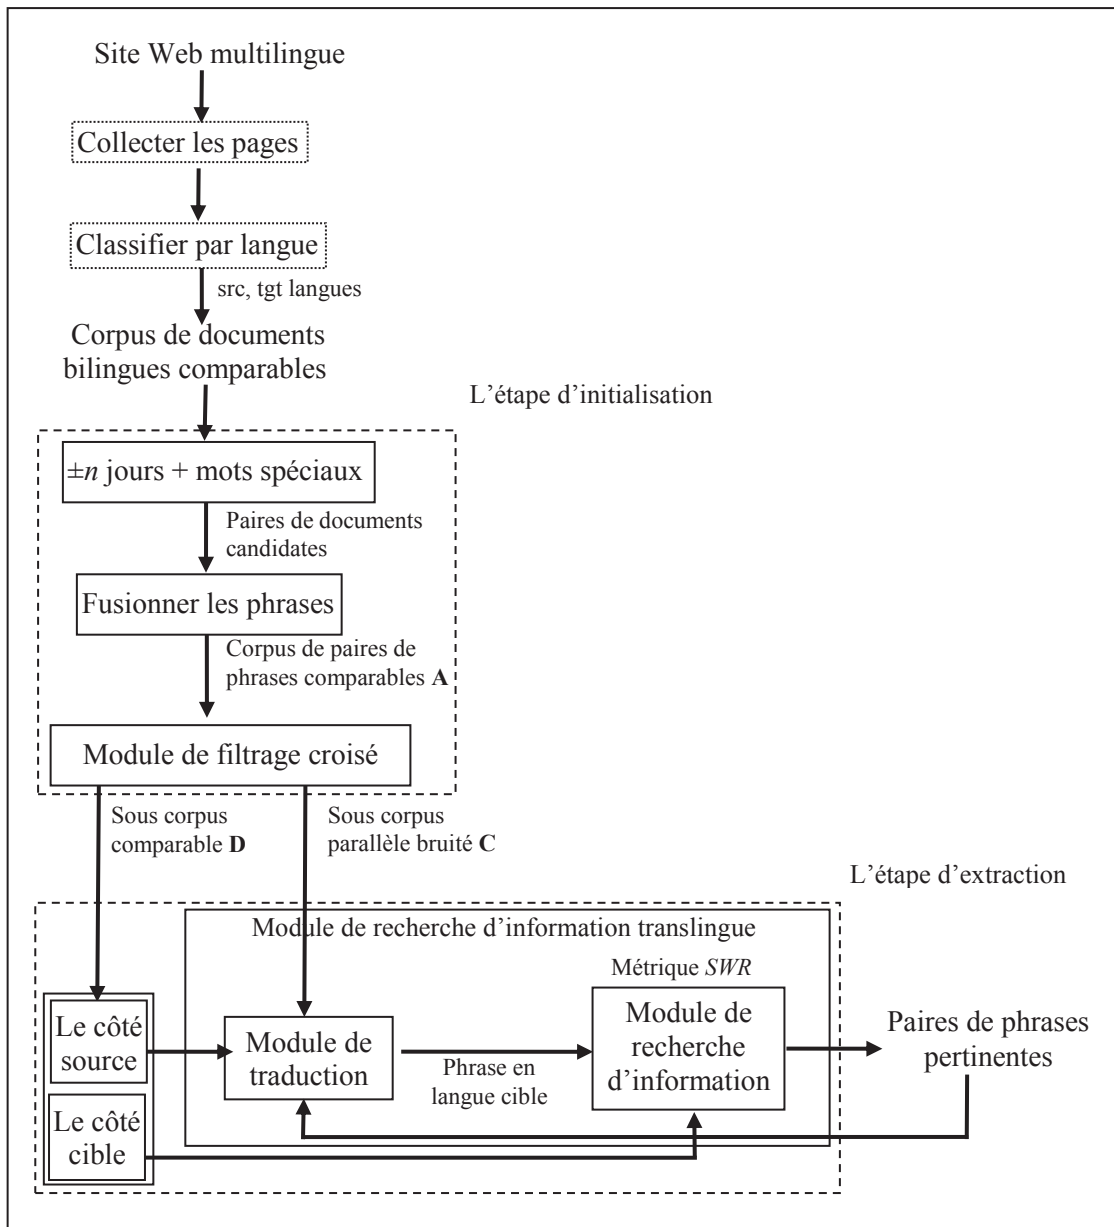 Site Web multilingue
Collecter les pages
Classifier par langue
src, tgt langues
Corpus de documents
bilingues comparables
L'étape d'initialisation
±n jours + mots spéciaux
Paires de documents
candidates
Fusionner les phrases
Corpus de paires de
phrases comparables A
Module de filtrage croisé
Sous corpus
comparable D
Sous corpus
parallèle bruité C
L'étape d'extraction
Module de recherche d'information translingue
Métrique SWR
Le côté
source
Module de
traduction
Phrase en
langue cible
Module de
recherche
d'information
Paires de phrases
pertinentes
Le côté
cible